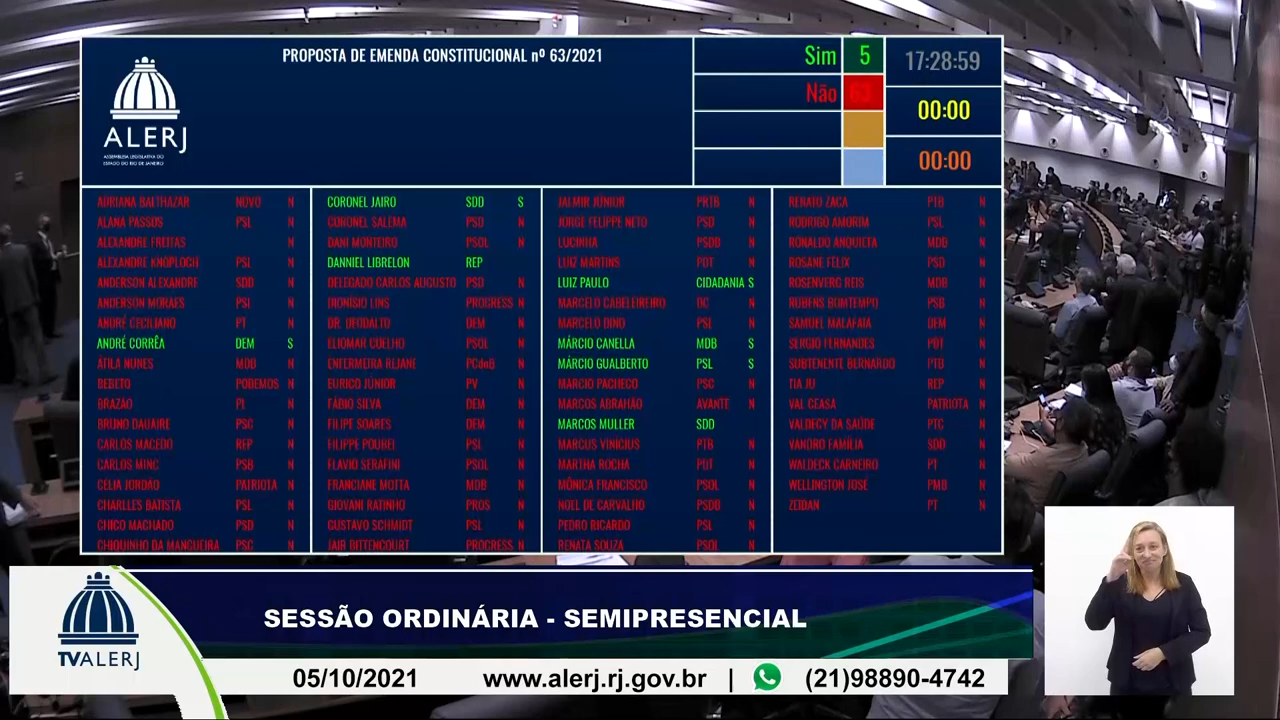 PROPOSTA DE EMENDA CONSTITUCIONAL nº 63/2021
Sim 5
Não 63
17:28:59
00:00
00:00
ALERJ
ASSEMBLEIA LEGISLATIVA DO
ESTADO DO RIO DE JANEIRO
ADRIANA BALTHAZAR NOVO N
ALANA PASSOS PSL N
ALEXANDRE FREITAS N
ALEXANDRE KNOPLOCH PSL N
ANDERSON ALEXANDRE SDD N
ANDERSON MORAES PSL N
ANDRÉ CECILIANO PT N
ANDRÉ CORRÊA DEM S
ÁTILA NUNES MDB N
BEBETO PODEMOS N
BRAZÃO PL N
BRUNO DAUAIRE PSC N
CARLOS MACEDO REP N
CARLOS MINC PSB N
CÉLIA JORDÃO PATRIOTA N
CHARLLES BATISTA PSL N
CHICO MACHADO PSD N
CHIQUINHO DA MANGUEIRA PSC N
CORONEL JAIRO SDD S
CORONEL SALEMA PSD N
DANI MONTEIRO PSOL N
DANNIEL LIBRELON REP
DELEGADO CARLOS AUGUSTO PSD N
DIONÍSIO LINS PROGRESS N
DR. DEODALTO DEM N
ELIOMAR COELHO PSOL N
ENFERMEIRA REJANE PCdoB N
EURICO JÚNIOR PV N
FÁBIO SILVA DEM N
FILIPE SOARES DEM N
FILIPPE POUBEL PSL N
FLAVIO SERAFINI PSOL N
FRANCIANE MOTTA MDB N
GIOVANI RATINHO PROS N
GUSTAVO SCHMIDT PSL N
JAIR BITTENCOURT PROGRESS N
JALMIR JÚNIOR PRTB N
JORGE FELIPPE NETO PSD N
LUCINHA PSDB N
LUIZ MARTINS PDT N
LUIZ PAULO CIDADANIA S
MARCELO CABELEIREIRO DC N
MARCELO DINO PSL N
MÁRCIO CANELLA MDB S
MÁRCIO GUALBERTO PSL S
MÁRCIO PACHECO PSC N
MARCOS ABRAHÃO AVANTE N
MARCOS MULLER SDD
MARCUS VINÍCIUS PTB N
MARTHA ROCHA PDT N
MÔNICA FRANCISCO PSOL N
NOEL DE CARVALHO PSDB N
PEDRO RICARDO PSL N
RENATA SOUZA PSOL N
RENATO ZACA PTB N
RODRIGO AMORIM PSL N
RONALDO ANQUIETA MDB N
ROSANE FELIX PSD N
ROSENVERG REIS MDB N
RUBENS BOMTEMPO PSB N
SAMUEL MALAFAIA DEM N
SÉRGIO FERNANDES PDT N
SUBTENENTE BERNARDO PTB N
TIA JU REP N
VAL CEASA PATRIOTA N
VALDECY DA SAÚDE PTC N
VANDRO FAMÍLIA SDD N
WALDECK CARNEIRO PT N
WELLINGTON JOSÉ PMB N
ZEIDAN PT N
TVALERJ
SESSÃO ORDINÁRIA - SEMIPRESENCIAL
05/10/2021 www.alerj.rj.gov.br | (21)98890-4742